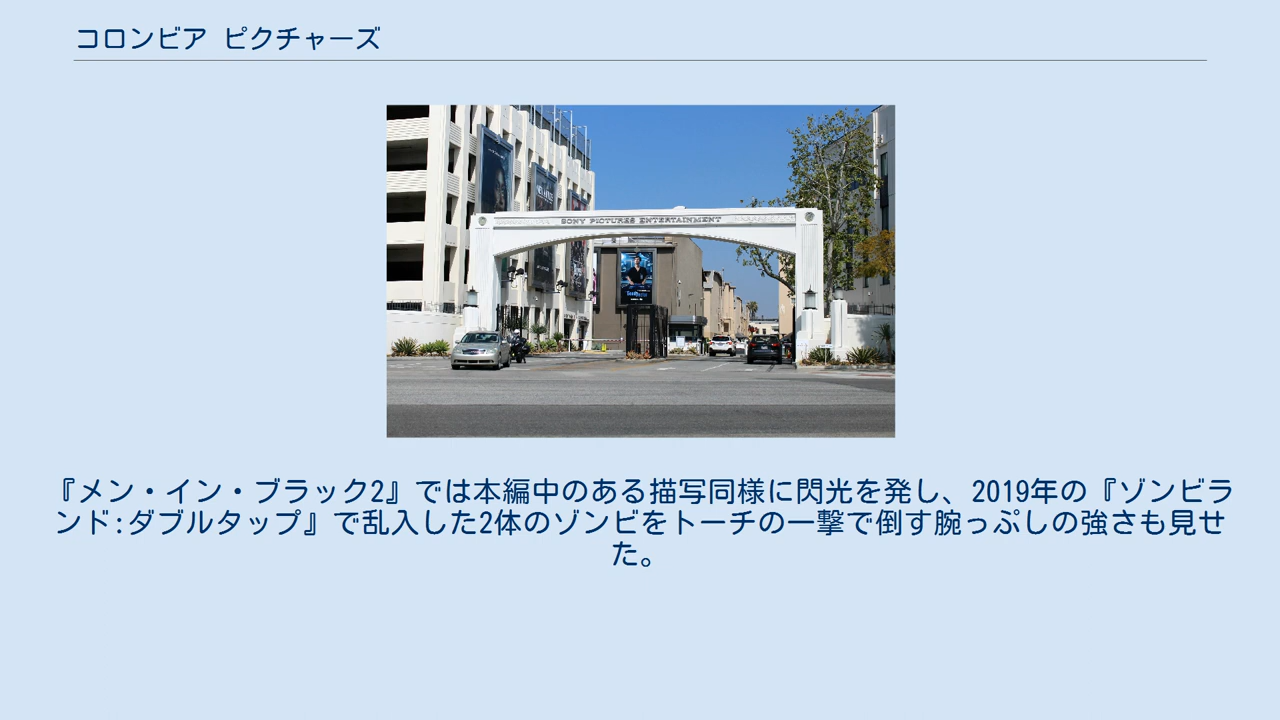 コロンビア ピクチャーズ
SONY PICTURES ENTERTAINMENT
『メン・イン・ブラック2』では本編中のある描写同様に閃光を発し、2019年の『ゾンビラ
ンド:ダブルタップ』で乱入した2体のゾンビをトーチの一撃で倒す腕っぷしの強さも見せ
た。